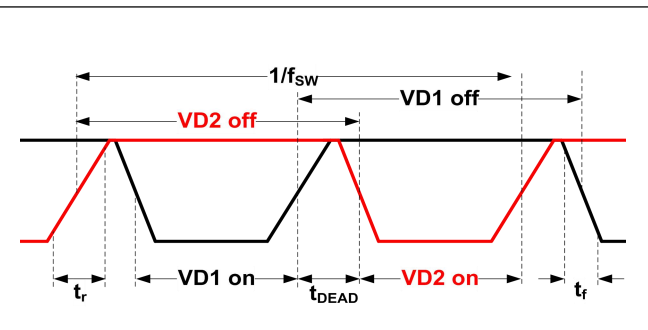 1/fSW
VD1 off
VD2 off
VD1 on
tDEAD
VD2 on
tr
tf